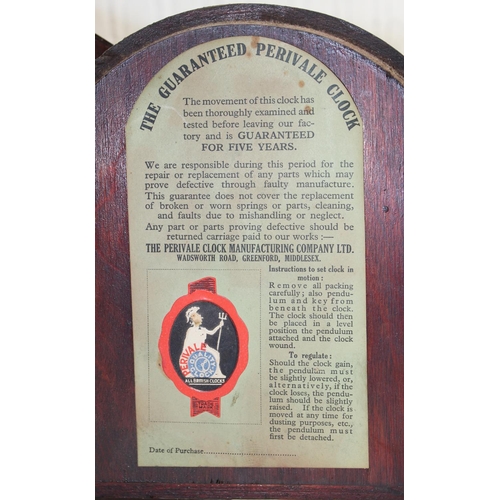 THE GUARANTEED PERIVALE CLOCK
The movement of this clock has
been thoroughly examined and
tested before leaving our fac-
tory and is GUARANTEED
FOR FIVE YEARS.
We are responsible during this period for the
repair or replacement of any parts which may
prove defective through faulty manufacture.
This guarantee does not cover the replacement
of broken or worn springs or parts, cleaning,
and faults due to mishandling or neglect.
Any part or parts proving defective should be
returned carriage paid to our works :—
THE PERIVALE CLOCK MANUFACTURING COMPANY LTD.
WADSWORTH ROAD, GREENFORD, MIDDLESEX.
PERIVALE
ALL BRITISH CLOCKS
Instructions to set clock in
motion:
Remove all packing
carefully; also pendu-
lum and key from
beneath the clock.
The clock should then
be placed in a level
position the pendulum
attached and the clock
wound.
To regulate:
Should the clock gain,
the pendulum must
be slightly lowered, or,
alternatively, if the
clock loses, the pendu-
lum should be slightly
raised. If the clock is
moved at any time for
dusting purposes, etc.,
the pendulum must
first be detached.
Date of Purchase..............................